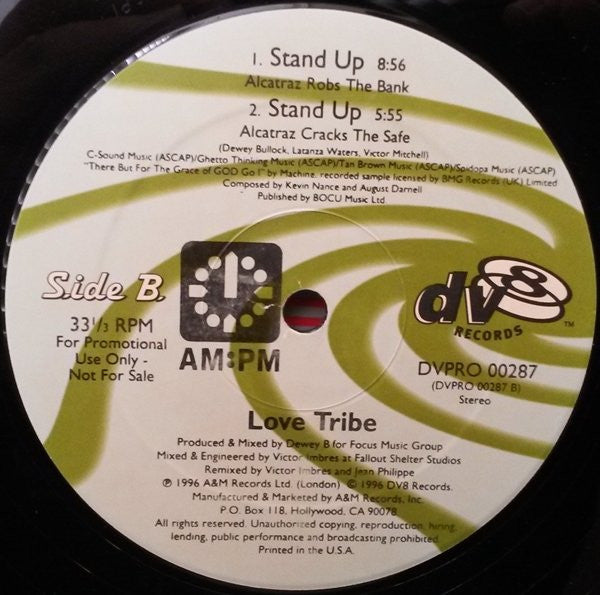 1. Stand Up 8:56
Alcatraz Robs The Bank
2. Stand Up 5:55
Alcatraz Cracks The Safe
(Dewey Bullock, Latanza Waters, Victor Mitchell)
C-Sound Music (ASCAP)/Ghetto Thinking Music (ASCAP)/Tan Brown Music (ASCAP)/Spidopa Music (ASCAP)
"There But For The Grace of GOD Go I" by Machine, recorded sample licensed by BMG Records (UK) Limited
Composed by Kevin Nance and August Darnell
Published by BOCU Music Ltd.
Side B.
33 1/3 RPM
For Promotional
Use Only -
Not For Sale
AM:PM
dv8
RECORDS
TM
DVPRO 00287
(DVPRO 00287 B)
Stereo
Love Tribe
Produced & Mixed by Dewey B for Focus Music Group
Mixed & Engineered by Victor Imbres at Fallout Shelter Studios
Remixed by Victor Imbres and Jean Philippe
℗ 1996 A&M Records Ltd. (London) © 1996 DV8 Records.
Manufactured & Marketed by A&M Records, Inc.
P.O. Box 118, Hollywood, CA 90078
All rights reserved. Unauthorized copying, reproduction, hiring,
lending, public performance and broadcasting prohibited.
Printed in the U.S.A.